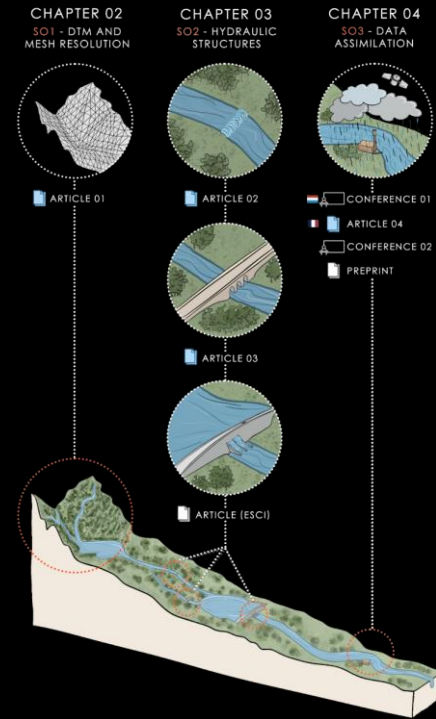 CHAPTER 02
SO1 - DTM AND
MESH RESOLUTION
ARTICLE 01
CHAPTER 03
SO2 - HYDRAULIC
STRUCTURES
ARTICLE 02
ARTICLE 03
ARTICLE (ESCI)
CHAPTER 04
SO3 - DATA
ASSIMILATION
CONFERENCE 01
ARTICLE 04
CONFERENCE 02
PREPRINT